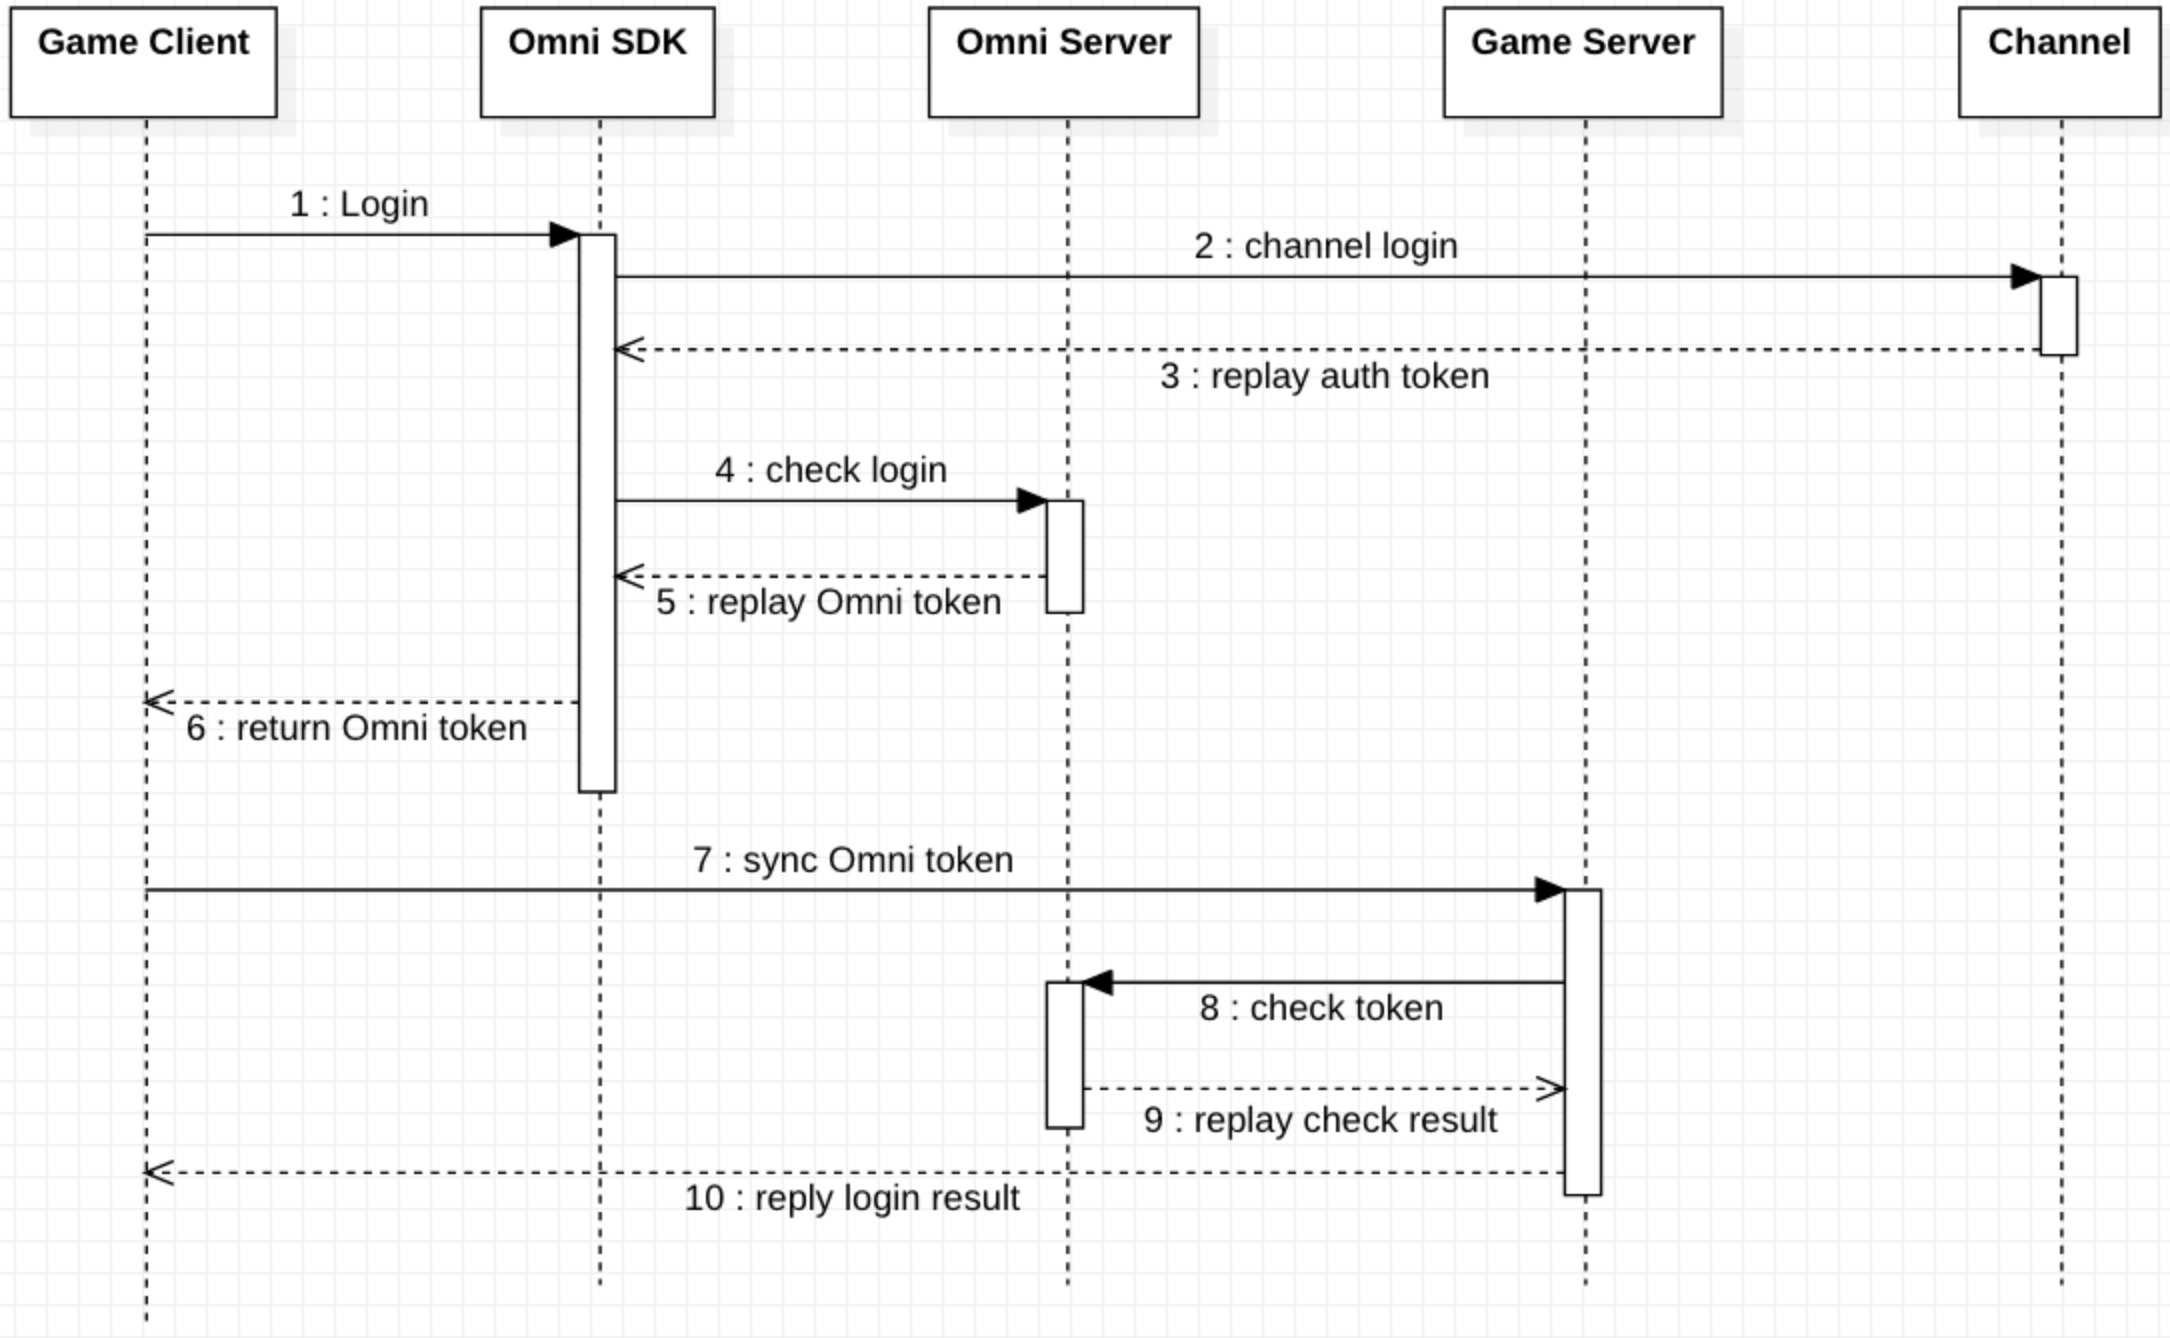 Game Client
Omni SDK
Omni Server
Game Server
Channel
1 : Login
2 : channel login
3 : replay auth token
4 : check login
5 : replay Omni token
6 : return Omni token
7 : sync Omni token
8 : check token
9 : replay check result
10 : reply login result